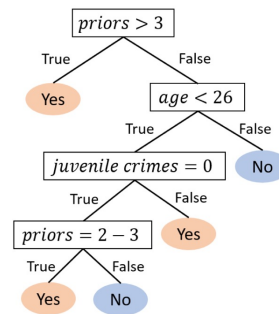 priors > 3
True False
Yes
age < 26
True False
juvenile crimes = 0
No
True False
priors = 2 − 3
Yes
True False
Yes No